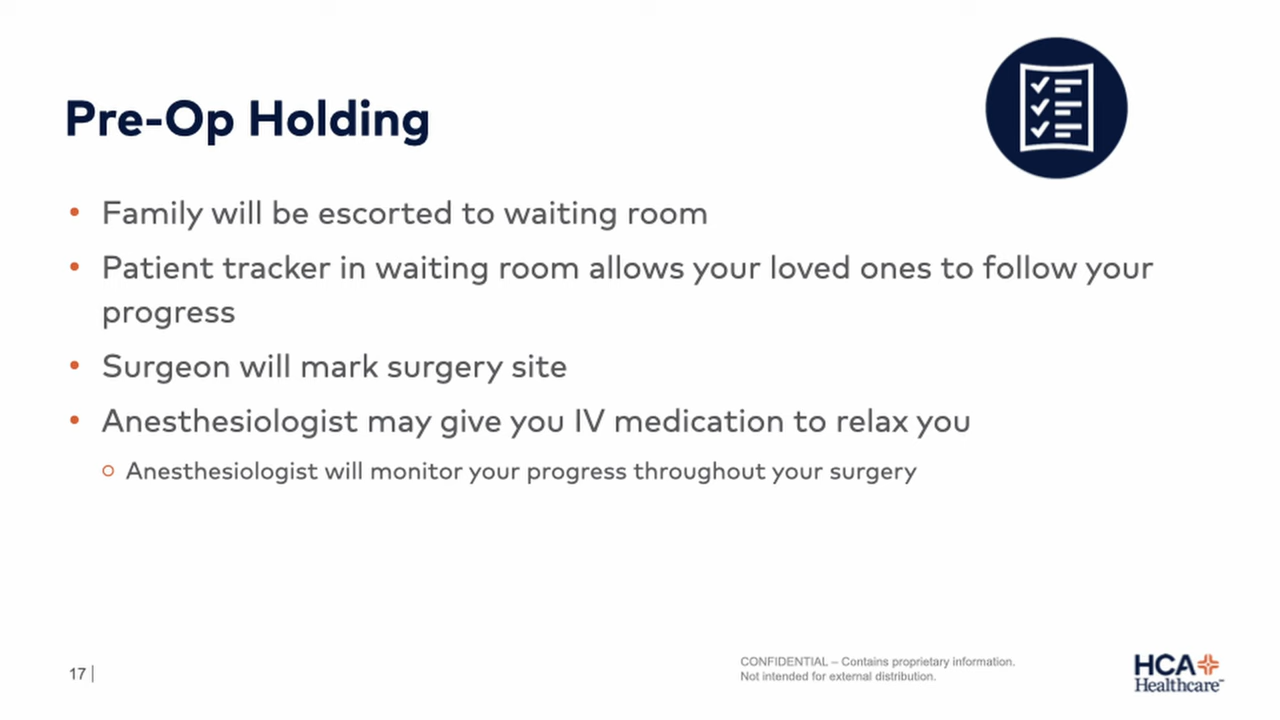 Pre-Op Holding
• Family will be escorted to waiting room
• Patient tracker in waiting room allows your loved ones to follow your
progress
• Surgeon will mark surgery site
• Anesthesiologist may give you IV medication to relax you
○ Anesthesiologist will monitor your progress throughout your surgery
17 |
CONFIDENTIAL – Contains proprietary information.
Not intended for external distribution.
HCA
Healthcare™